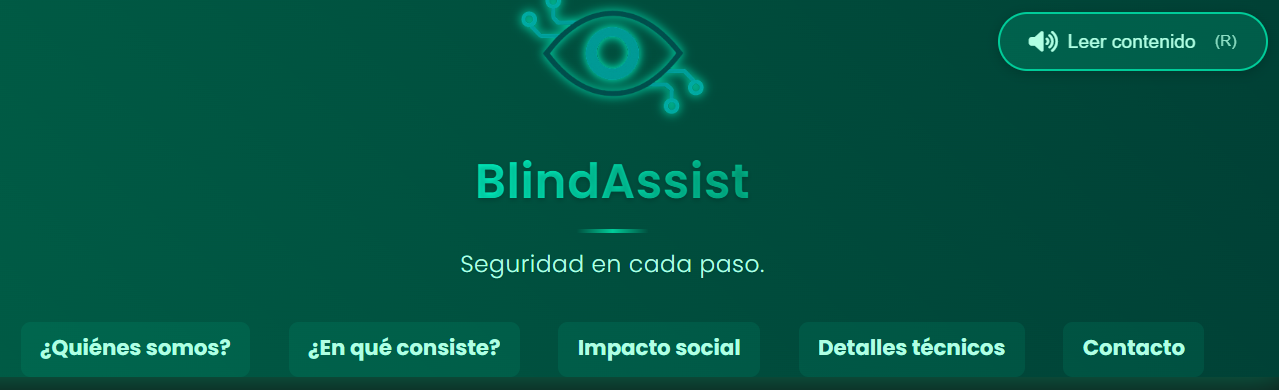 Leer contenido (R)
BlindAssist
Seguridad en cada paso.
¿Quiénes somos? ¿En qué consiste? Impacto social Detalles técnicos Contacto